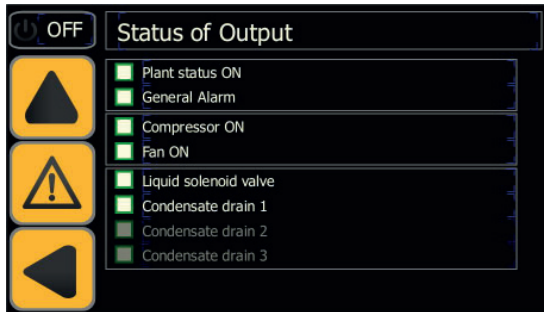 OFF
Status of Output
Plant status ON
General Alarm
Compressor ON
Fan ON
Liquid solenoid valve
Condensate drain 1
Condensate drain 2
Condensate drain 3